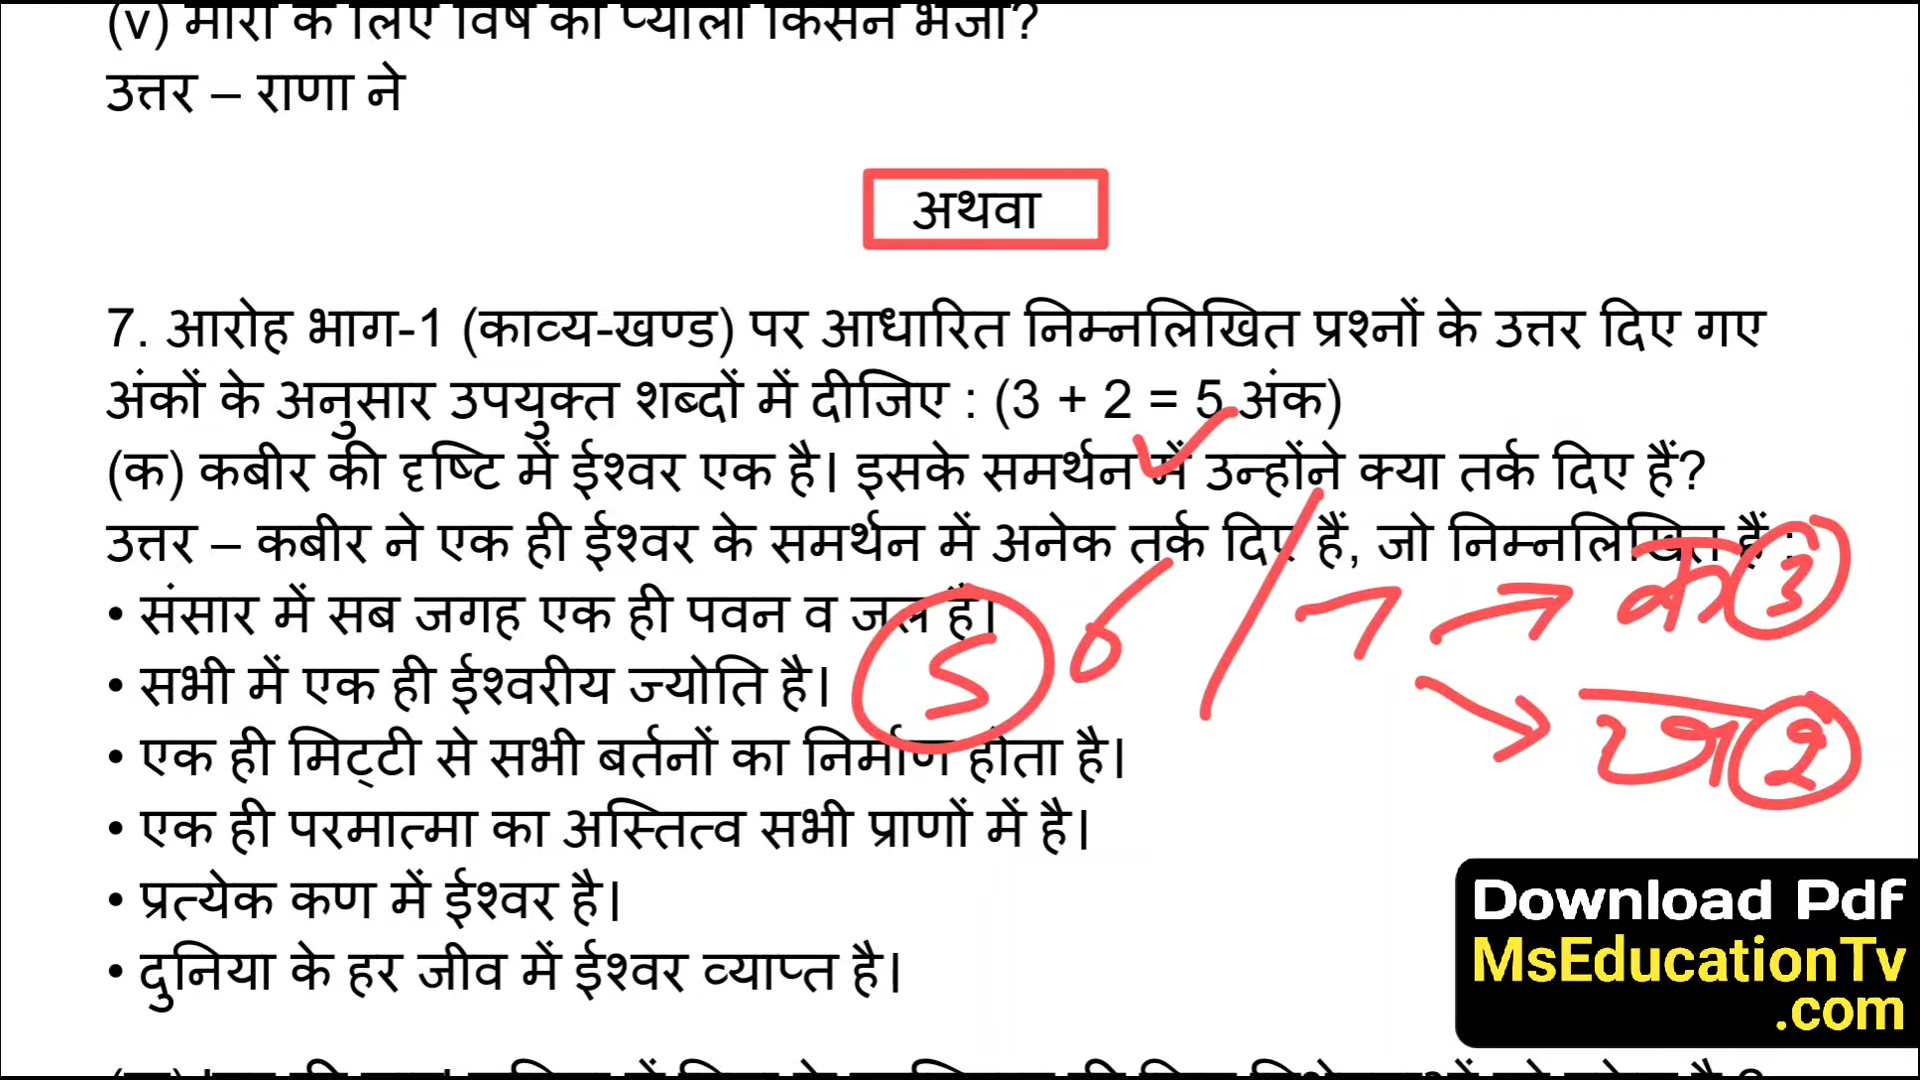 (v) मीरा के लिए विष का प्याला किसने भेजा?
उत्तर – राणा ने
अथवा
7. आरोह भाग-1 (काव्य-खण्ड) पर आधारित निम्नलिखित प्रश्नों के उत्तर दिए गए
अंकों के अनुसार उपयुक्त शब्दों में दीजिए : (3 + 2 = 5 अंक)
(क) कबीर की दृष्टि में ईश्वर एक है। इसके समर्थन में उन्होंने क्या तर्क दिए हैं?
उत्तर – कबीर ने एक ही ईश्वर के समर्थन में अनेक तर्क दिए हैं, जो निम्नलिखित हैं :
• संसार में सब जगह एक ही पवन व जल है।
• सभी में एक ही ईश्वरीय ज्योति है।
• एक ही मिट्टी से सभी बर्तनों का निर्माण होता है।
• एक ही परमात्मा का अस्तित्व सभी प्राणों में है।
• प्रत्येक कण में ईश्वर है।
• दुनिया के हर जीव में ईश्वर व्याप्त है।
5 6 / 7 → क 3
→ ख 2
Download Pdf
MsEducationTv
.com